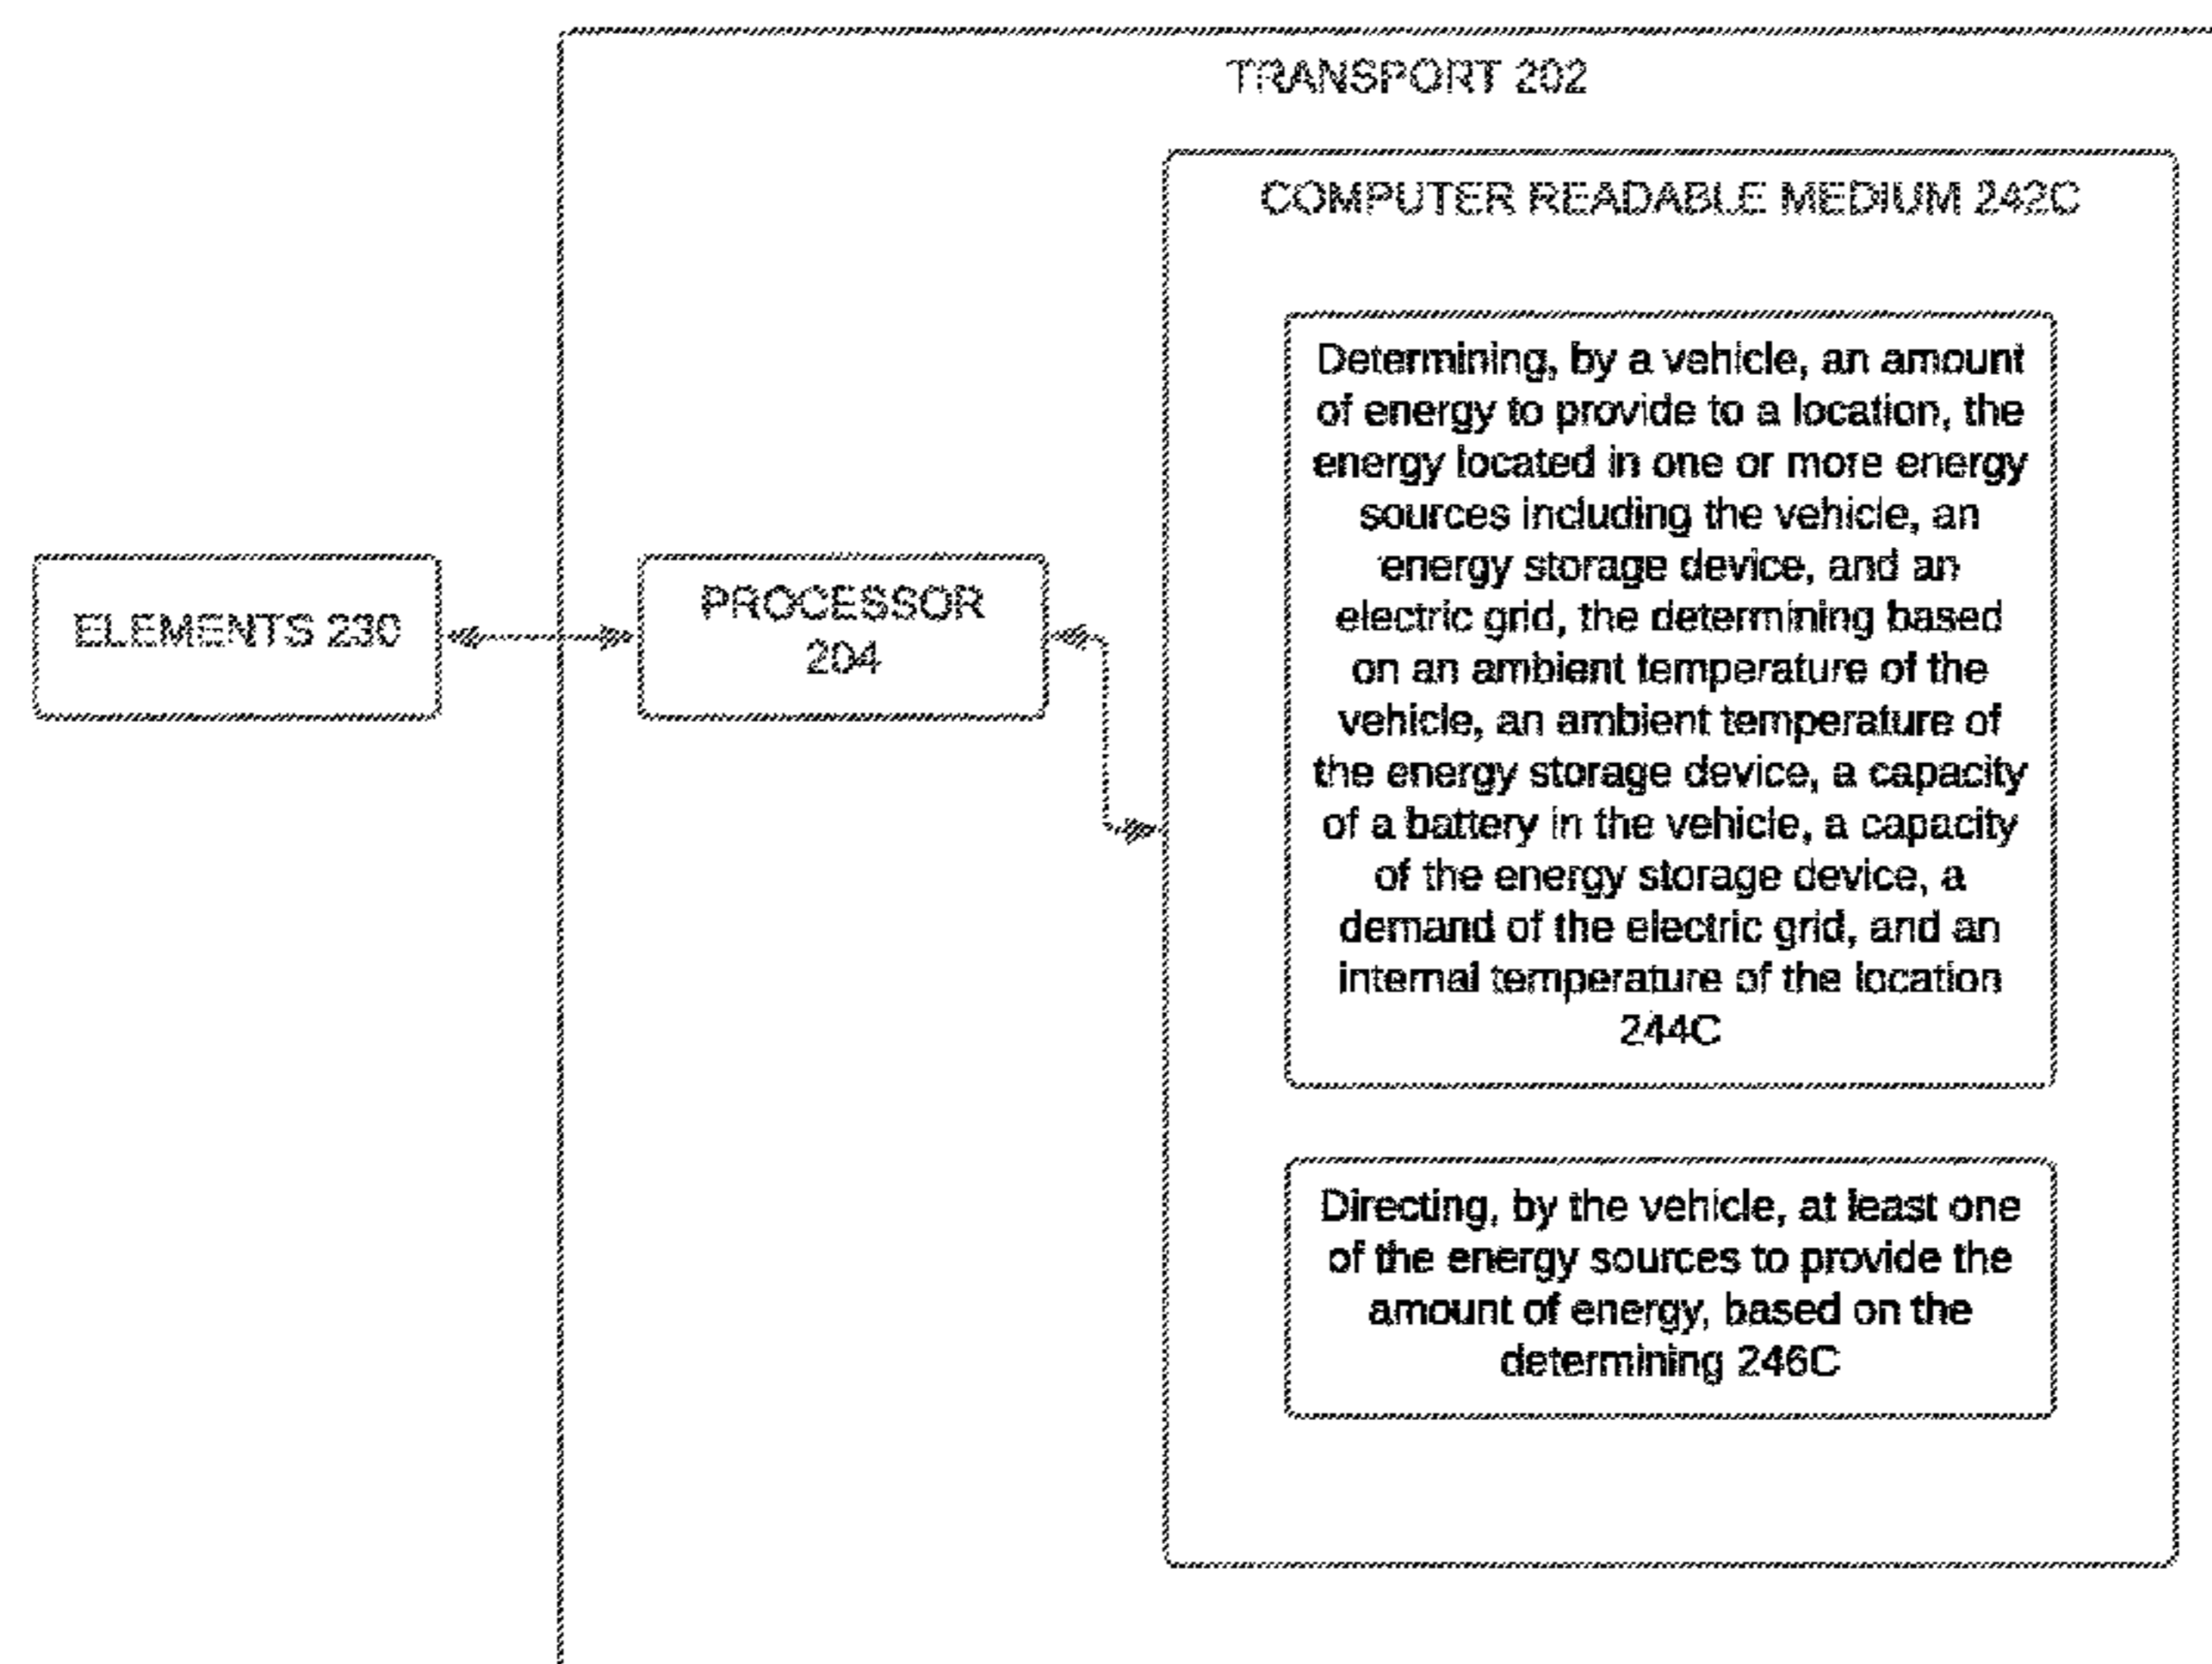 TRANSPORT 202
COMPUTER READABLE MEDIUM 242C
Determining, by a vehicle, an amount
of energy to provide to a location, the
energy located in one or more energy
sources including the vehicle, an
energy storage device, and an
electric grid, the determining based
on an ambient temperature of the
vehicle, an ambient temperature of
the energy storage device, a capacity
of a battery in the vehicle, a capacity
of the energy storage device, a
demand of the electric grid, and an
internal temperature of the location
244C
ELEMENTS 230
PROCESSOR
204
Directing, by the vehicle, at least one
of the energy sources to provide the
amount of energy, based on the
determining 246C